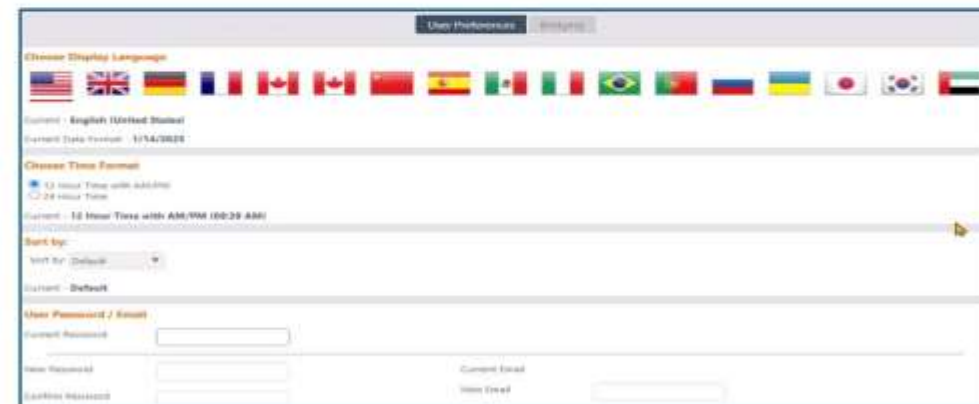 User Preferences
Choose Display Language
Current - English (United States)
Current Date Format - 1/14/2025
Choose Time Format
12 Hour Time with AM/PM
24 Hour Time
Current - 12 Hour Time with AM/PM (08:29 AM)
Sort by:
Sort By: Default
Current - Default
User Password / Email
Current Password
New Password
Current Email
New Email
Confirm Password